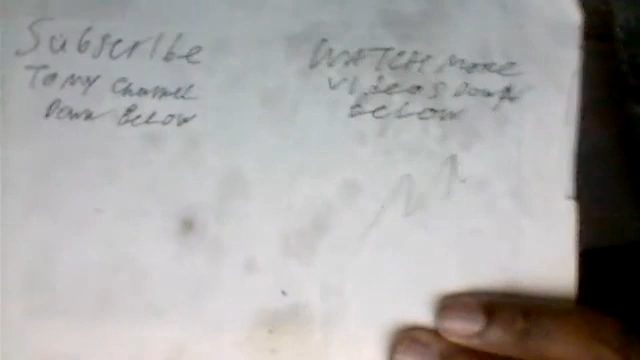 Subscribe
To My Channel
Down Below
WATCH More
Videos Down
Below